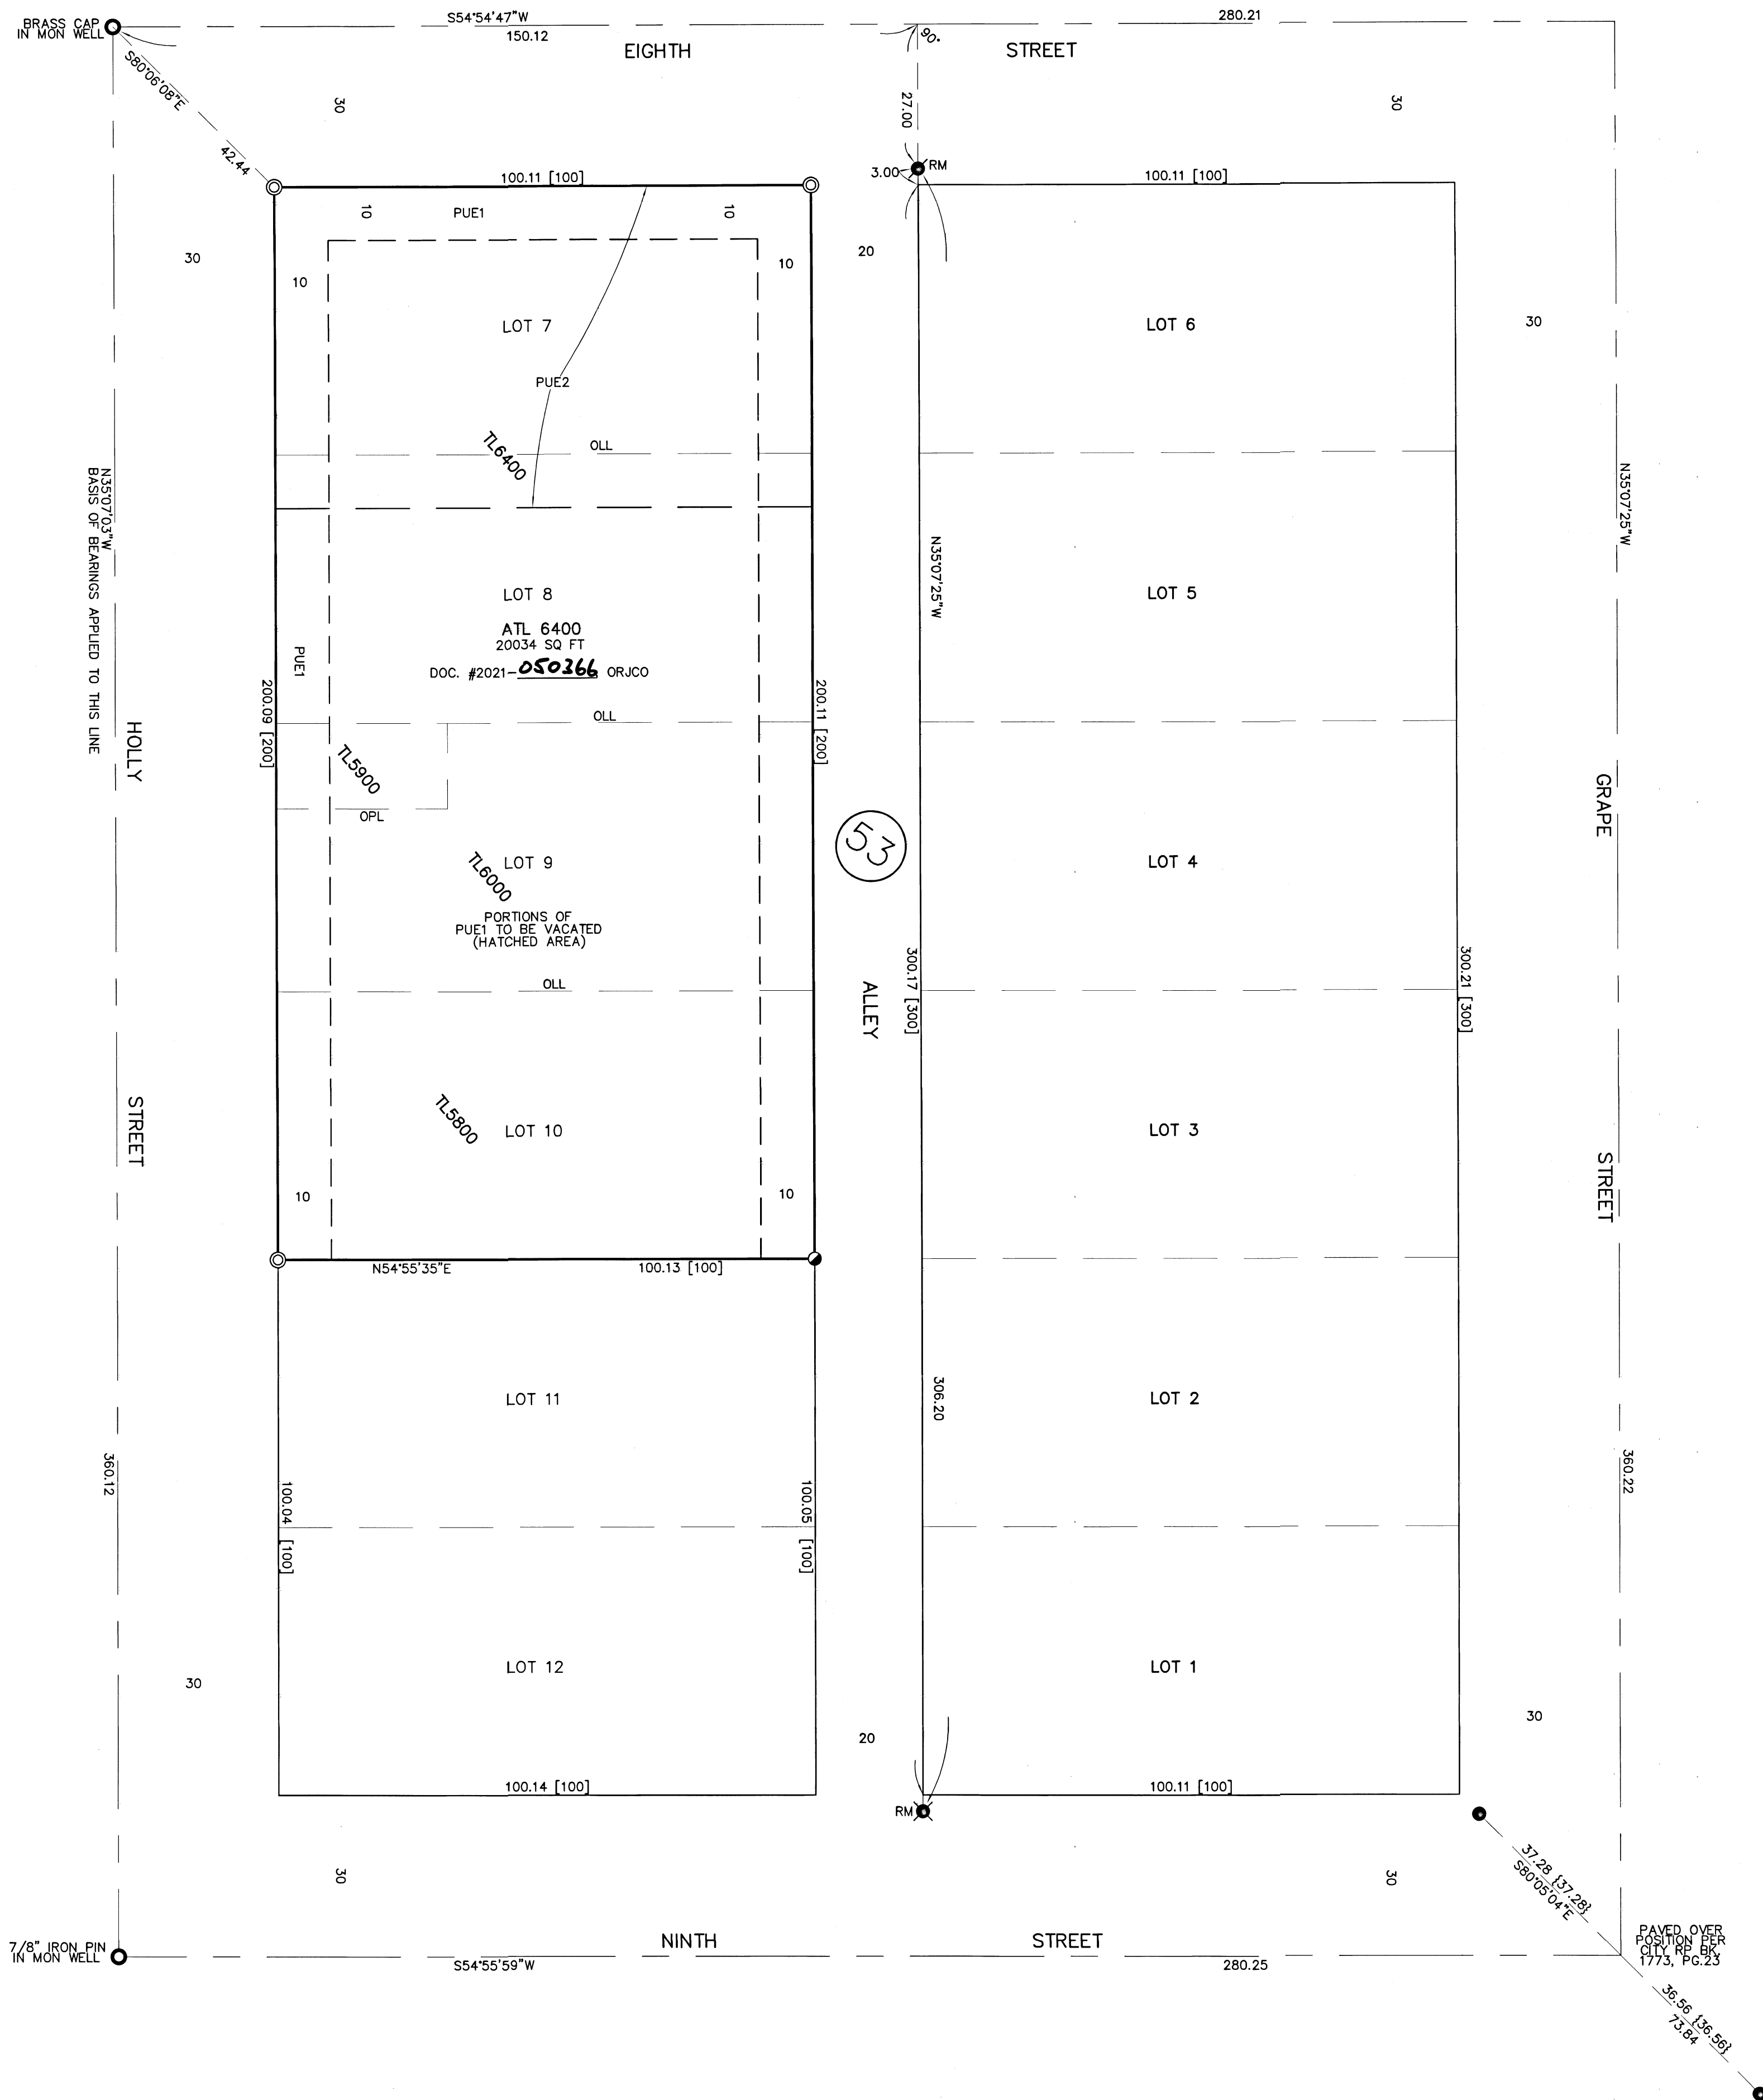 BRASS CAP
IN MON WELL
S54°54'47"W
150.12
280.21
EIGHTH STREET
90°
S80°06'08"E
42.44
30
27.00
30
RM
3.00
100.11 [100]
100.11 [100]
10
PUE1
10
30
10
10
20
LOT 7
LOT 6
30
PUE2
TL6400
OLL
N35°07'03"W
BASIS OF BEARINGS APPLIED TO THIS LINE
N35°07'25"W
N35°07'25"W
LOT 8
LOT 5
ATL 6400
20034 SQ FT
DOC. #2021-050366 ORJCO
PUE1
200.09 [200]
200.11 [200]
OLL
HOLLY
STREET
TL5900
OPL
53
GRAPE
STREET
LOT 9
LOT 4
TL6000
PORTIONS OF
PUE1 TO BE VACATED
(HATCHED AREA)
OLL
ALLEY
300.17 [300]
300.21 [300]
TL5800
LOT 10
LOT 3
10
10
N54°55'35"E
100.13 [100]
LOT 11
306.20
LOT 2
360.12
360.22
100.04 [100]
100.05 [100]
LOT 12
LOT 1
30
20
30
100.14 [100]
100.11 [100]
RM
30
30
37.28 {37.28}
S80°05'04"E
7/8" IRON PIN
IN MON WELL
NINTH STREET
S54°55'59"W
280.25
PAVED OVER
POSITION PER
CITY RP BK.
1773, PG.23
36.56 {36.56}
73.84